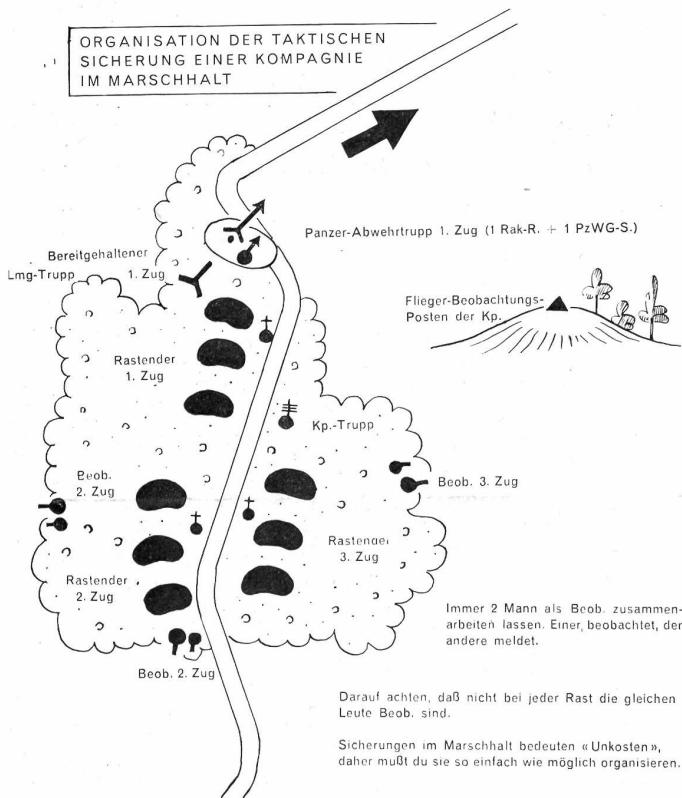 ORGANISATION DER TAKTISCHEN
SICHERUNG EINER KOMPAGNIE
IM MARSCHHALT
Panzer-Abwehrtrupp 1. Zug (1 Rak-R. + 1 PzWG-S.)
Bereitgehaltener
Lmg-Trupp 1. Zug
Flieger-Beobachtungs-
Posten der Kp.
Rastender
1. Zug
Kp.-Trupp
Beob.
2. Zug
Beob. 3. Zug
Rastender
3. Zug
Rastender
2. Zug
Beob. 2. Zug
Immer 2 Mann als Beob. zusammen-
arbeiten lassen. Einer beobachtet, der
andere meldet.
Darauf achten, daß nicht bei jeder Rast die gleichen
Leute Beob. sind.
Sicherungen im Marschhalt bedeuten «Unkosten»,
daher mußt du sie so einfach wie möglich organisieren.